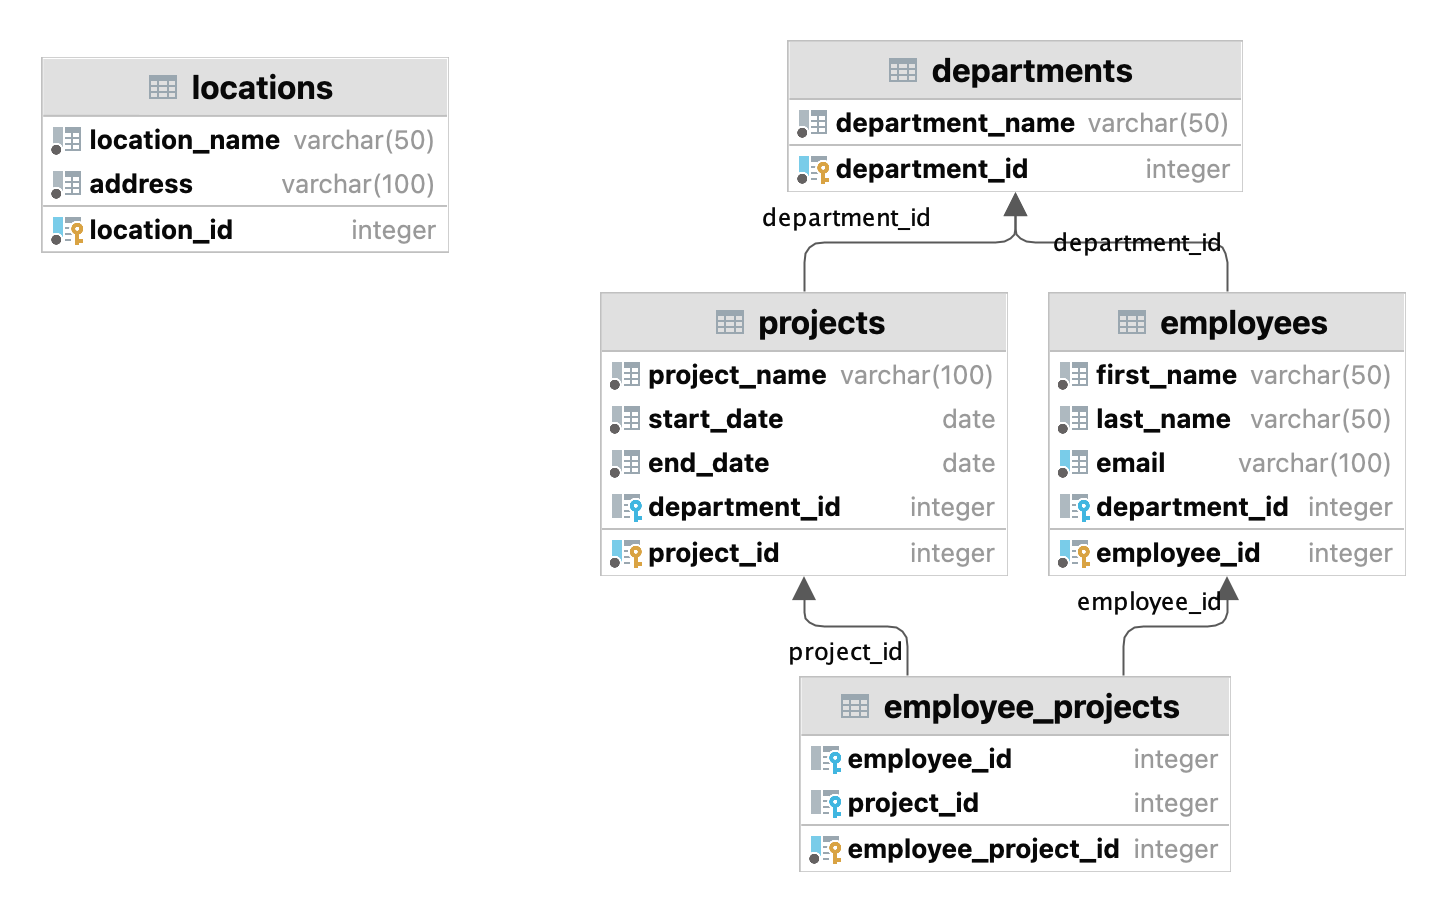 locations
location_name varchar(50)
address varchar(100)
location_id integer
departments
department_name varchar(50)
department_id integer
department_id
department_id
projects
project_name varchar(100)
start_date date
end_date date
department_id integer
project_id integer
employees
first_name varchar(50)
last_name varchar(50)
email varchar(100)
department_id integer
employee_id integer
project_id
employee_id
employee_projects
employee_id integer
project_id integer
employee_project_id integer